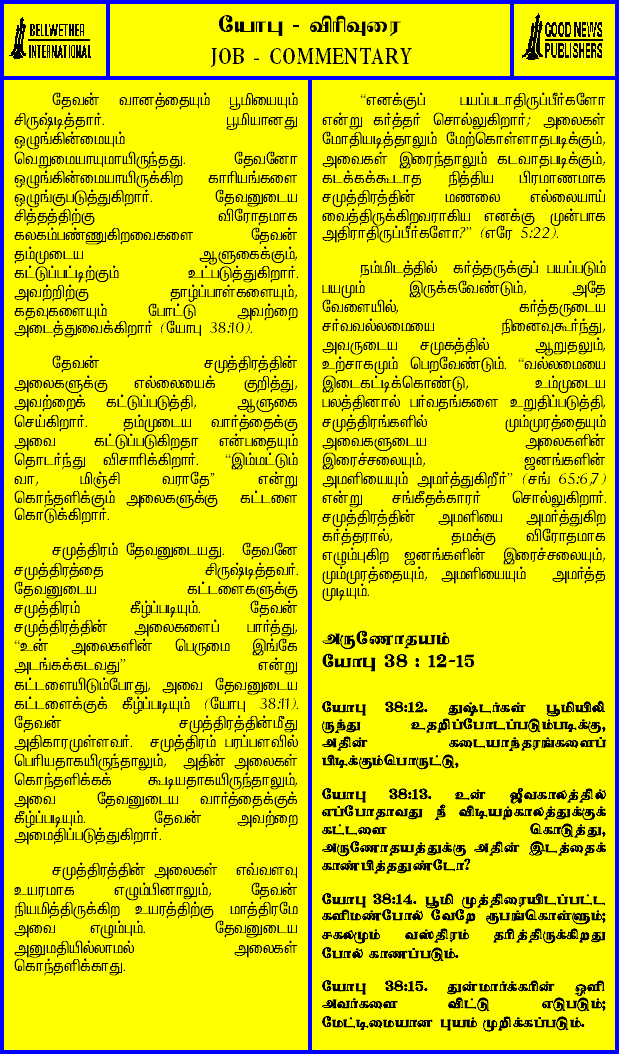 BELLWETHER
INTERNATIONAL
யோபு - விரிவுரை
JOB - COMMENTARY
GOOD NEWS
PUBLISHERS
தேவன் வானத்தையும் பூமியையும்
சிருஷ்டித்தார். பூமியானது
ஒழுங்கின்மையும்
வெறுமையாயுமாயிருந்தது. தேவனோ
ஒழுங்கின்மையாயிருக்கிற காரியங்களை
ஒழுங்குபடுத்துகிறார். தேவனுடைய
சித்தத்திற்கு விரோதமாக
கலகம்பண்ணுகிறவைகளை தேவன்
தம்முடைய ஆளுகைக்கும்,
கட்டுப்பட்டிற்கும் உட்படுத்துகிறார்.
அவற்றிற்கு தாழ்ப்பாள்களையும்,
கதவுகளையும் போட்டு அவற்றை
அடைத்துவைக்கிறார் (யோபு 38:10).
தேவன் சமுத்திரத்தின்
அலைகளுக்கு எல்லையைக் குறித்து,
அவற்றைக் கட்டுப்படுத்தி, ஆளுகை
செய்கிறார். தம்முடைய வார்த்தைக்கு
அவை கட்டுப்படுகிறதா என்பதையும்
தொடர்ந்து விசாரிக்கிறார். “இம்மட்டும்
வா, மிஞ்சி வராதே” என்று
கொந்தளிக்கும் அலைகளுக்கு கட்டளை
கொடுக்கிறார்.
சமுத்திரம் தேவனுடையது. தேவனே
சமுத்திரத்தை சிருஷ்டித்தவர்.
தேவனுடைய கட்டளைகளுக்கு
சமுத்திரம் கீழ்ப்படியும். தேவன்
சமுத்திரத்தின் அலைகளைப் பார்த்து,
“உன் அலைகளின் பெருமை இங்கே
அடங்கக்கடவது” என்று
கட்டளையிடும்போது, அவை தேவனுடைய
கட்டளைக்குக் கீழ்ப்படியும் (யோபு 38:11).
தேவன் சமுத்திரத்தின்மீது
அதிகாரமுள்ளவர். சமுத்திரம் பரப்பளவில்
பெரியதாகயிருந்தாலும், அதின் அலைகள்
கொந்தளிக்கக் கூடியதாகயிருந்தாலும்,
அவை தேவனுடைய வார்த்தைக்குக்
கீழ்ப்படியும். தேவன் அவற்றை
அமைதிப்படுத்துகிறார்.
சமுத்திரத்தின் அலைகள் எவ்வளவு
உயரமாக எழும்பினாலும், தேவன்
நியமித்திருக்கிற உயரத்திற்கு மாத்திரமே
அவை எழும்பும். தேவனுடைய
அனுமதியில்லாமல் அலைகள்
கொந்தளிக்காது.
“எனக்குப் பயப்படாதிருப்பீர்களோ
என்று கர்த்தர் சொல்லுகிறார்; அலைகள்
மோதியடித்தாலும் மேற்கொள்ளாதபடிக்கும்,
அவைகள் இரைந்தாலும் கடவாதபடிக்கும்,
கடக்கக்கூடாத நித்திய பிரமாணமாக
சமுத்திரத்தின் மணலை எல்லையாய்
வைத்திருக்கிறவராகிய எனக்கு முன்பாக
அதிராதிருப்பீர்களோ?” (எரே 5:22).
நம்மிடத்தில் கர்த்தருக்குப் பயப்படும்
பயமும் இருக்கவேண்டும், அதே
வேளையில், கர்த்தருடைய
சர்வவல்லமையை நினைவுகூர்ந்து,
அவருடைய சமுகத்தில் ஆறுதலும்,
உற்சாகமும் பெறவேண்டும். “வல்லமையை
இடைகட்டிக்கொண்டு, உம்முடைய
பலத்தினால் பர்வதங்களை உறுதிப்படுத்தி,
சமுத்திரங்களில் மும்முரத்தையும்
அவைகளுடைய அலைகளின்
இரைச்சலையும், ஜனங்களின்
அமளியையும் அமர்த்துகிறீர்” (சங் 65:6,7)
என்று சங்கீதக்காரர் சொல்லுகிறார்.
சமுத்திரத்தின் அமளியை அமர்த்துகிற
கர்த்தரால், தமக்கு விரோதமாக
எழும்புகிற ஜனங்களின் இரைச்சலையும்,
மும்முரத்தையும், அமளியையும் அமர்த்த
முடியும்.
அருணோதயம்
யோபு 38 : 12-15
யோபு 38:12. துஷ்டர்கள் பூமியிலி
ருந்து உதறிப்போடப்படும்படிக்கு,
அதின் கடையாந்தரங்களைப்
பிடிக்கும்பொருட்டு,
யோபு 38:13. உன் ஜீவகாலத்தில்
எப்போதாவது நீ விடியற்காலத்துக்குக்
கட்டளை கொடுத்து,
அருணோதயத்துக்கு அதின் இடத்தைக்
காண்பித்ததுண்டோ?
யோபு 38:14. பூமி முத்திரையிடப்பட்ட
களிமண்போல் வேறே ரூபங்கொள்ளும்;
சகலமும் வஸ்திரம் தரித்திருக்கிறது
போல் காணப்படும்.
யோபு 38:15. துன்மார்க்கரின் ஒளி
அவர்களை விட்டு எடுபடும்;
மேட்டிமையான புயம் முறிக்கப்படும்.